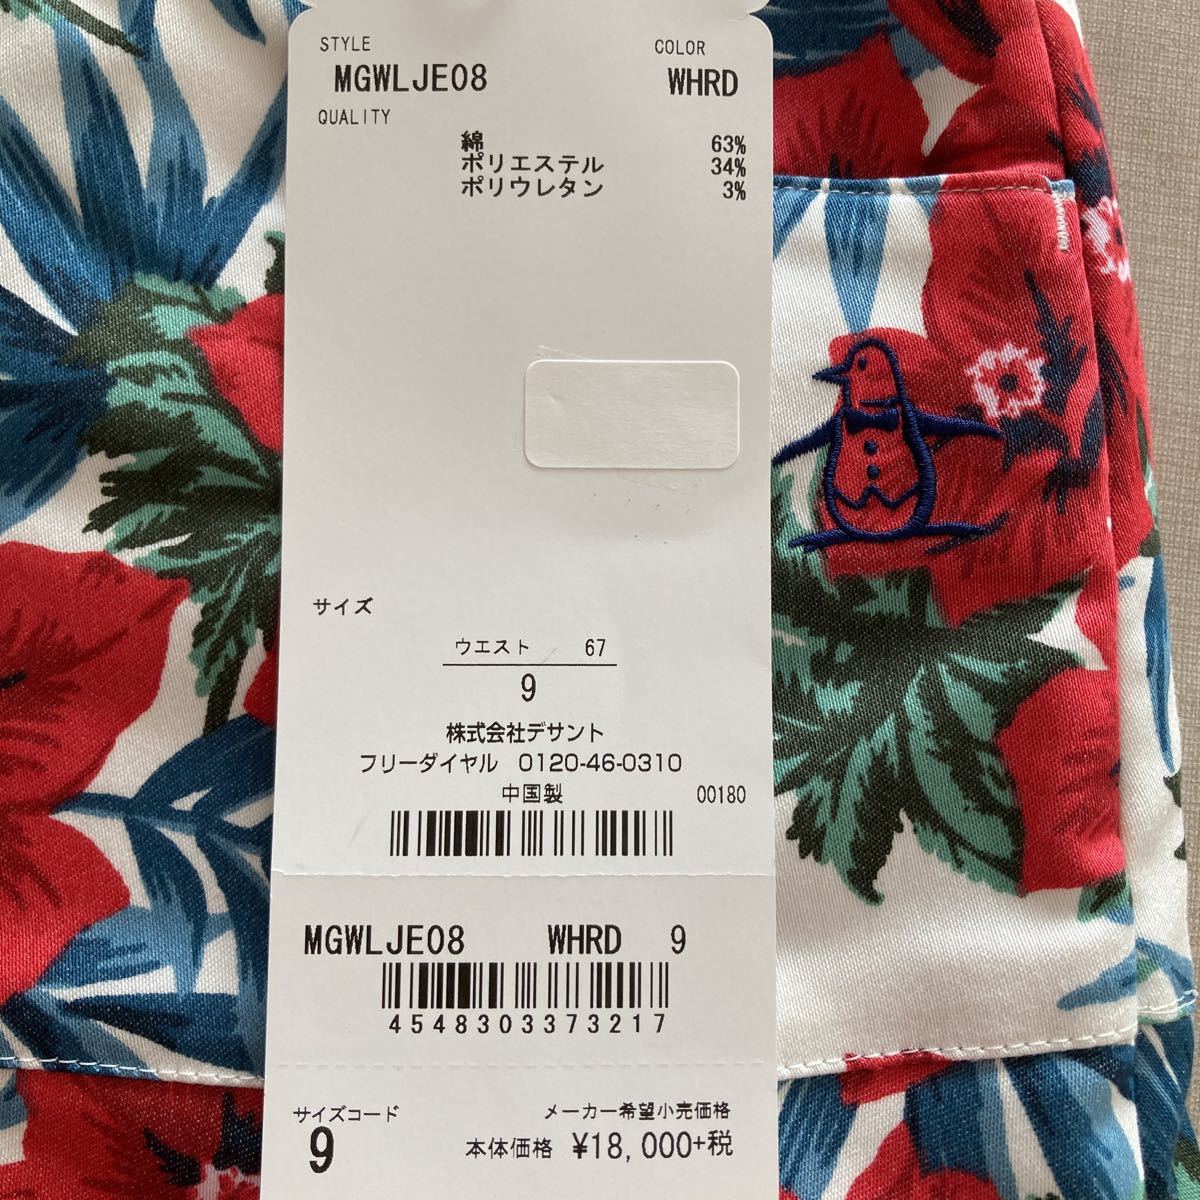 STYLE COLOR
MGWLJE08 WHRD
QUALITY
綿 63%
ポリエステル 34%
ポリウレタン 3%
サイズ
ウエスト 67
9
株式会社デサント
フリーダイヤル 0120-46-0310
中国製 00180
MGWLJE08 WHRD 9
4548303373217
サイズコード メーカー希望小売価格
9 本体価格 ¥18,000+税